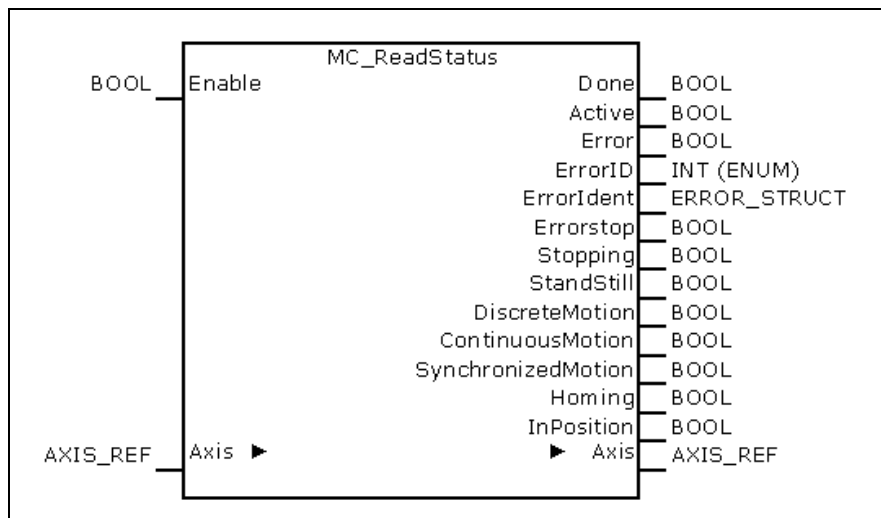 MC_ReadStatus
BOOL Enable Done BOOL
Active BOOL
Error BOOL
ErrorID INT (ENUM)
ErrorIdent ERROR_STRUCT
Errorstop BOOL
Stopping BOOL
StandStill BOOL
DiscreteMotion BOOL
ContinuousMotion BOOL
SynchronizedMotion BOOL
Homing BOOL
InPosition BOOL
AXIS_REF Axis ► ► Axis AXIS_REF